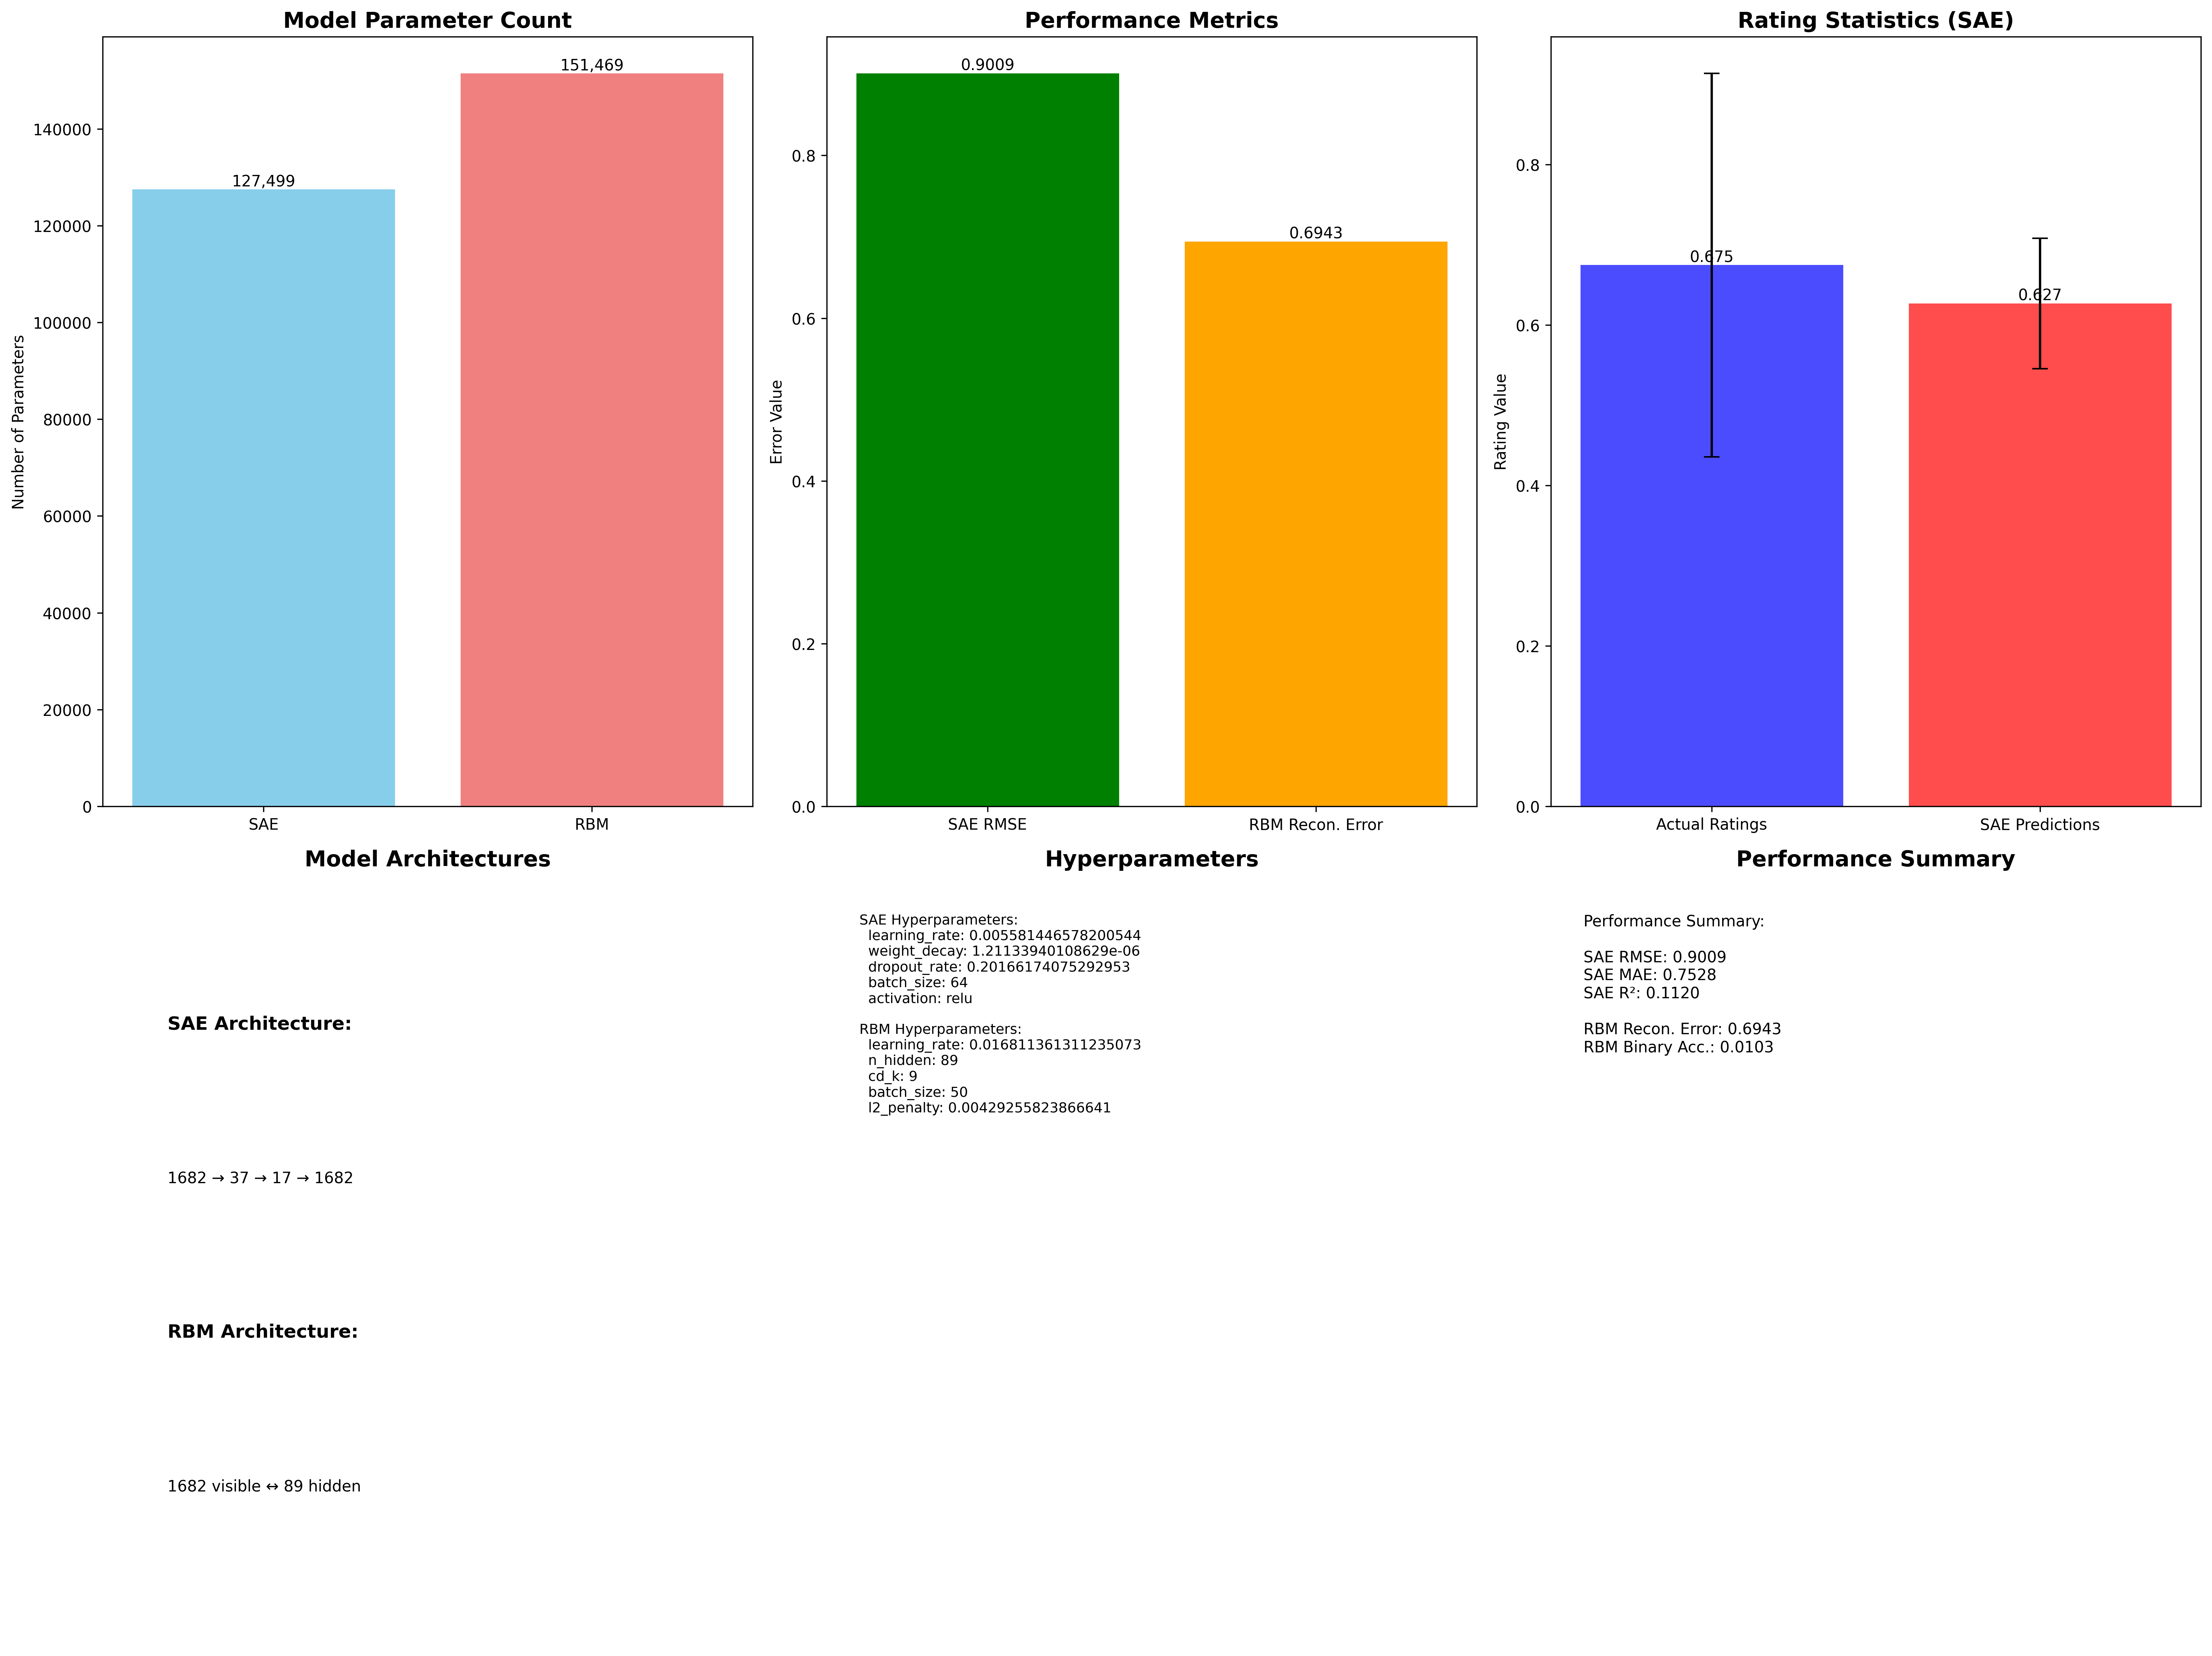 Model Parameter Count
Number of Parameters
140000
120000
100000
80000
60000
40000
20000
0
127,499
151,469
SAE
RBM
Performance Metrics
Error Value
0.8
0.6
0.4
0.2
0.0
0.9009
0.6943
SAE RMSE
RBM Recon. Error
Rating Statistics (SAE)
Rating Value
0.8
0.6
0.4
0.2
0.0
0.675
0.627
Actual Ratings
SAE Predictions
Model Architectures
SAE Architecture:
1682 → 37 → 17 → 1682
RBM Architecture:
1682 visible ↔ 89 hidden
Hyperparameters
SAE Hyperparameters:
learning_rate: 0.005581446578200544
weight_decay: 1.21133940108629e-06
dropout_rate: 0.20166174075292953
batch_size: 64
activation: relu
RBM Hyperparameters:
learning_rate: 0.016811361311235073
n_hidden: 89
cd_k: 9
batch_size: 50
l2_penalty: 0.00429255823866641
Performance Summary
Performance Summary:
SAE RMSE: 0.9009
SAE MAE: 0.7528
SAE R²: 0.1120
RBM Recon. Error: 0.6943
RBM Binary Acc.: 0.0103